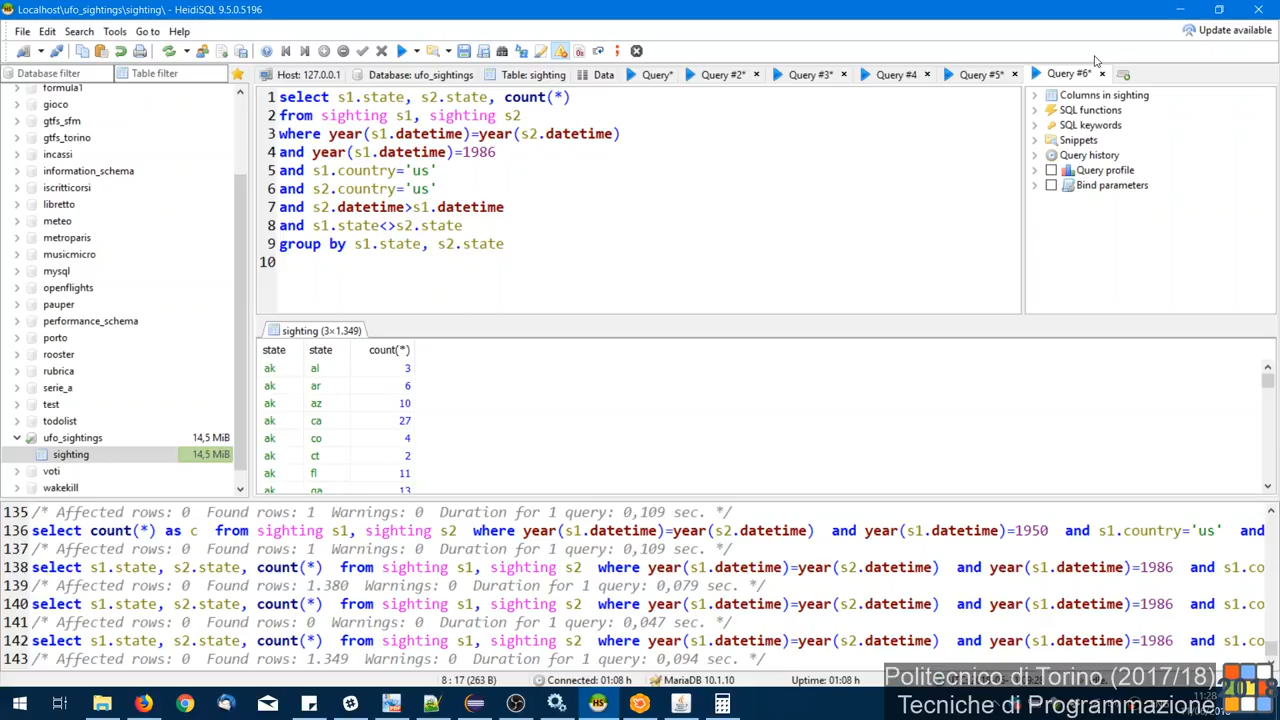 Localhost\ufo_sightings\sighting\ - HeidiSQL 9.5.0.5196
File Edit Search Tools Go to Help
Update available
Database filter Table filter Host: 127.0.0.1 Database: ufo_sightings Table: sighting Data Query* Query #2* Query #3* Query #4 Query #5* Query #6*
formula1
gioco
gtfs_sfm
gtfs_torino
incassi
information_schema
iscritticorsi
libretto
meteo
metroparis
musicmicro
mysql
openflights
pauper
performance_schema
porto
rooster
rubrica
serie_a
test
todolist
ufo_sightings 14,5 MiB
sighting 14,5 MiB
voti
wakekill
1 select s1.state, s2.state, count(*)
2 from sighting s1, sighting s2
3 where year(s1.datetime)=year(s2.datetime)
4 and year(s1.datetime)=1986
5 and s1.country='us'
6 and s2.country='us'
7 and s2.datetime>s1.datetime
8 and s1.state<>s2.state
9 group by s1.state, s2.state
10
Columns in sighting
SQL functions
SQL keywords
Snippets
Query history
Query profile
Bind parameters
sighting (3×1.349)
state state count(*)
ak al 3
ak ar 6
ak az 10
ak ca 27
ak co 4
ak ct 2
ak fl 11
ak ga 13
135 /* Affected rows: 0 Found rows: 1 Warnings: 0 Duration for 1 query: 0,109 sec. */
136 select count(*) as c from sighting s1, sighting s2 where year(s1.datetime)=year(s2.datetime) and year(s1.datetime)=1950 and s1.country='us' and
137 /* Affected rows: 0 Found rows: 1 Warnings: 0 Duration for 1 query: 0,109 sec. */
138 select s1.state, s2.state, count(*) from sighting s1, sighting s2 where year(s1.datetime)=year(s2.datetime) and year(s1.datetime)=1986 and s1.co
139 /* Affected rows: 0 Found rows: 1.380 Warnings: 0 Duration for 1 query: 0,079 sec. */
140 select s1.state, s2.state, count(*) from sighting s1, sighting s2 where year(s1.datetime)=year(s2.datetime) and year(s1.datetime)=1986 and s1.co
141 /* Affected rows: 0 Found rows: 0 Warnings: 0 Duration for 1 query: 0,047 sec. */
142 select s1.state, s2.state, count(*) from sighting s1, sighting s2 where year(s1.datetime)=year(s2.datetime) and year(s1.datetime)=1986 and s1.co
143 /* Affected rows: 0 Found rows: 1.349 Warnings: 0 Duration for 1 query: 0,094 sec. */
8 : 17 (263 B) Connected: 01:08 h MariaDB 10.1.10 Uptime: 01:08 h
Politecnico di Torino (2017/18)
Tecniche di Programmazione
11:28
2018